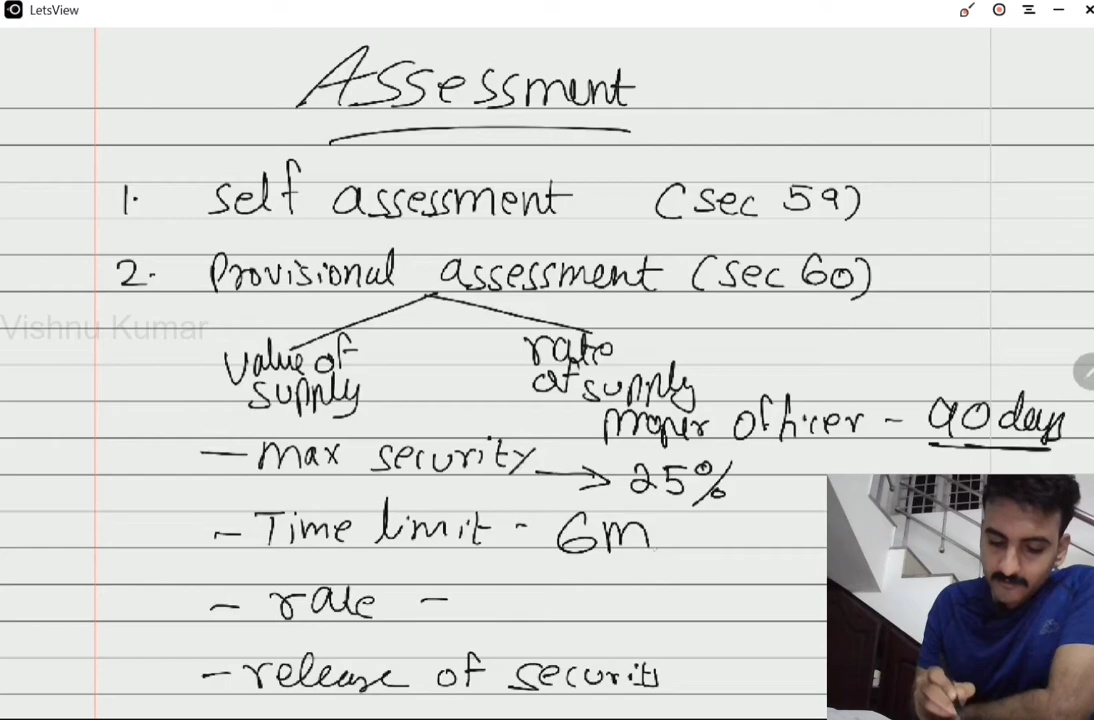 LetsView
Assessment
1. self assessment (sec 59)
2. Provisional assessment (sec 60)
Vishnu Kumar
value of supply
rate of supply
proper officer - 90 days
- max security → 25%
- Time limit - 6m
- rate -
- release of securit